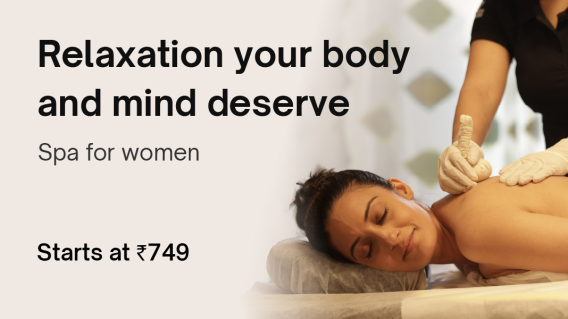 Relaxation your body
and mind deserve
Spa for women
Starts at ₹749